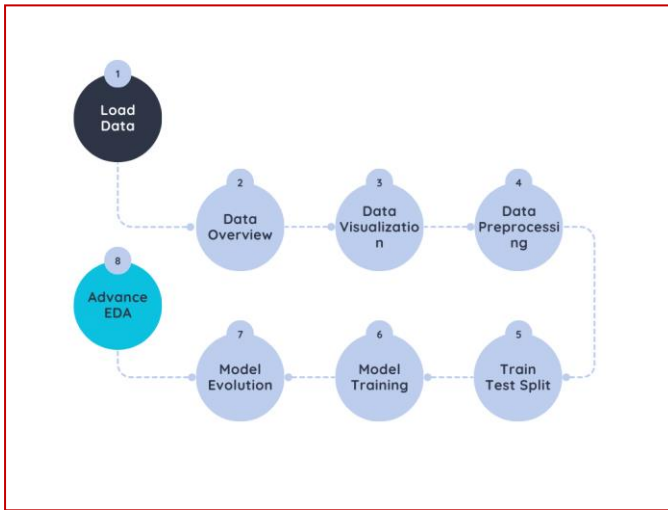 1
Load
Data
2
Data
Overview
3
Data
Visualizatio
n
4
Data
Preprocessi
ng
5
Train
Test Split
6
Model
Training
7
Model
Evolution
8
Advance
EDA